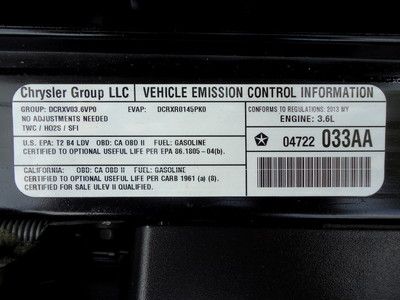 Chrysler Group LLC VEHICLE EMISSION CONTROL INFORMATION
GROUP: DCRXV03.6VP0 EVAP: DCRXR0145PK0
NO ADJUSTMENTS NEEDED
TWC / HO2S / SFI
CONFORMS TO REGULATIONS: 2013 MY
ENGINE: 3.6L
04722 033AA
U.S. EPA: T2 B4 LDV OBD: CA OBD II FUEL: GASOLINE
CERTIFIED TO OPTIONAL USEFUL LIFE PER EPA 86.1805-04(b).
CALIFORNIA: OBD: CA OBD II FUEL: GASOLINE
CERTIFIED TO OPTIONAL USEFUL LIFE PER CARB 1961 (a) (8).
CERTIFIED FOR SALE ULEV II QUALIFIED.